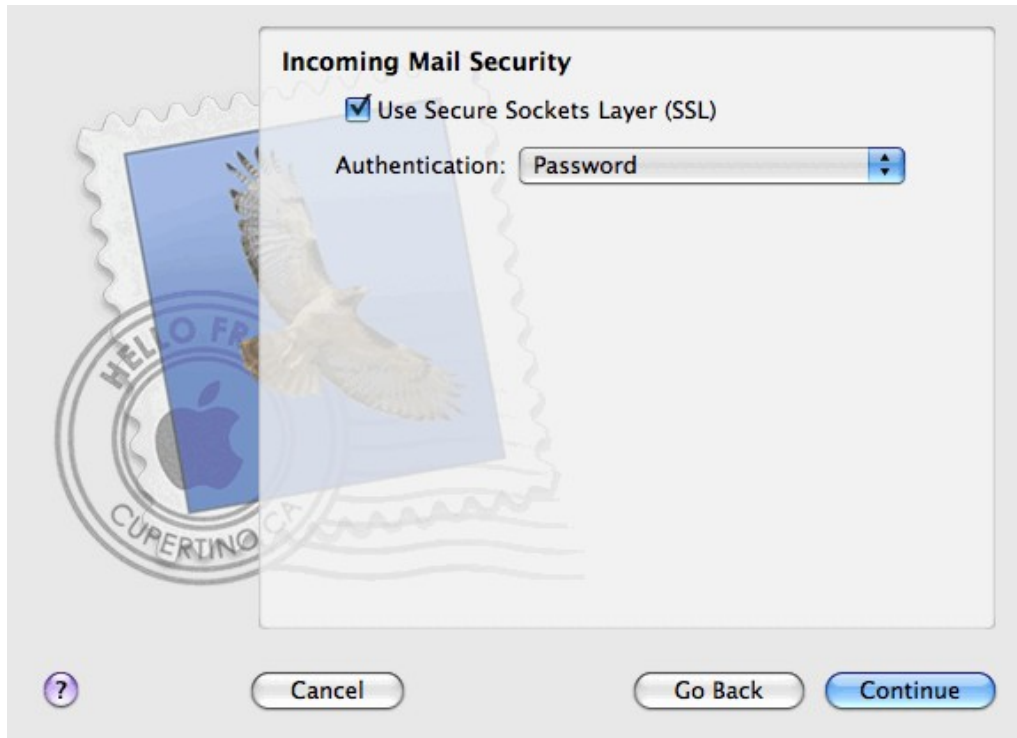 Incoming Mail Security
Use Secure Sockets Layer (SSL)
Authentication: Password
HELLO FR
CUPERTINO CA
? Cancel Go Back Continue